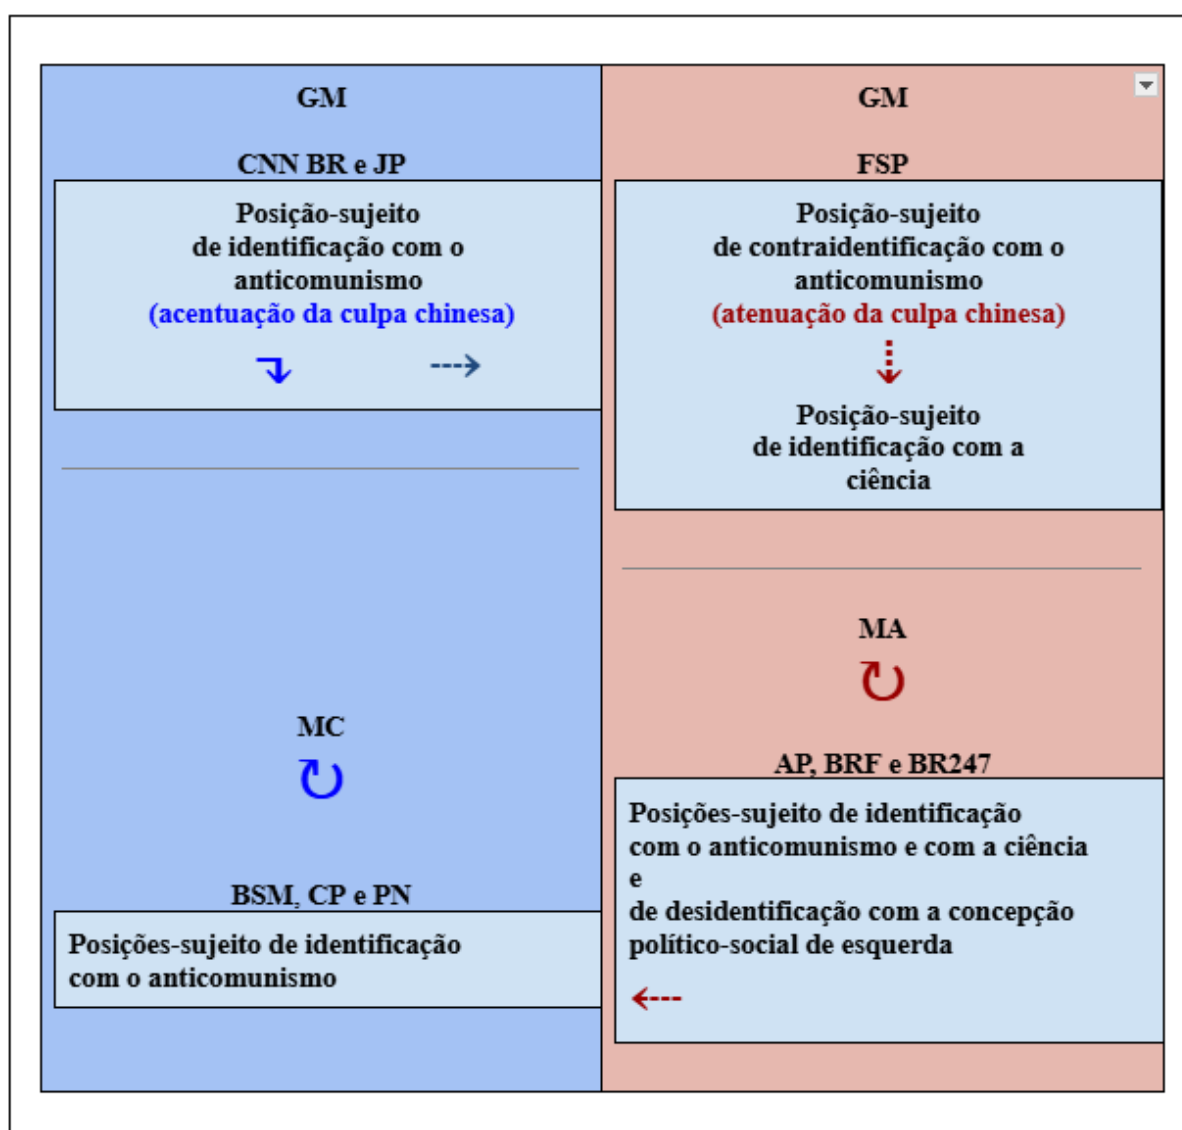 GM
CNN BR e JP
Posição-sujeito
de identificação com o
anticomunismo
(acentuação da culpa chinesa)
MC
BSM, CP e PN
Posições-sujeito de identificação
com o anticomunismo
GM
FSP
Posição-sujeito
de contraidentificação com o
anticomunismo
(atenuação da culpa chinesa)
Posição-sujeito
de identificação com a
ciência
MA
AP, BRF e BR247
Posições-sujeito de identificação
com o anticomunismo e com a ciência
e
de desidentificação com a concepção
político-social de esquerda